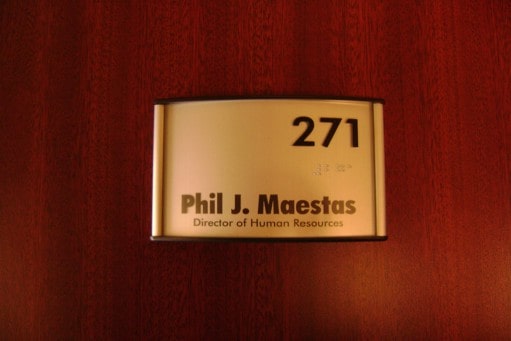 271
Phil J. Maestas
Director of Human Resources